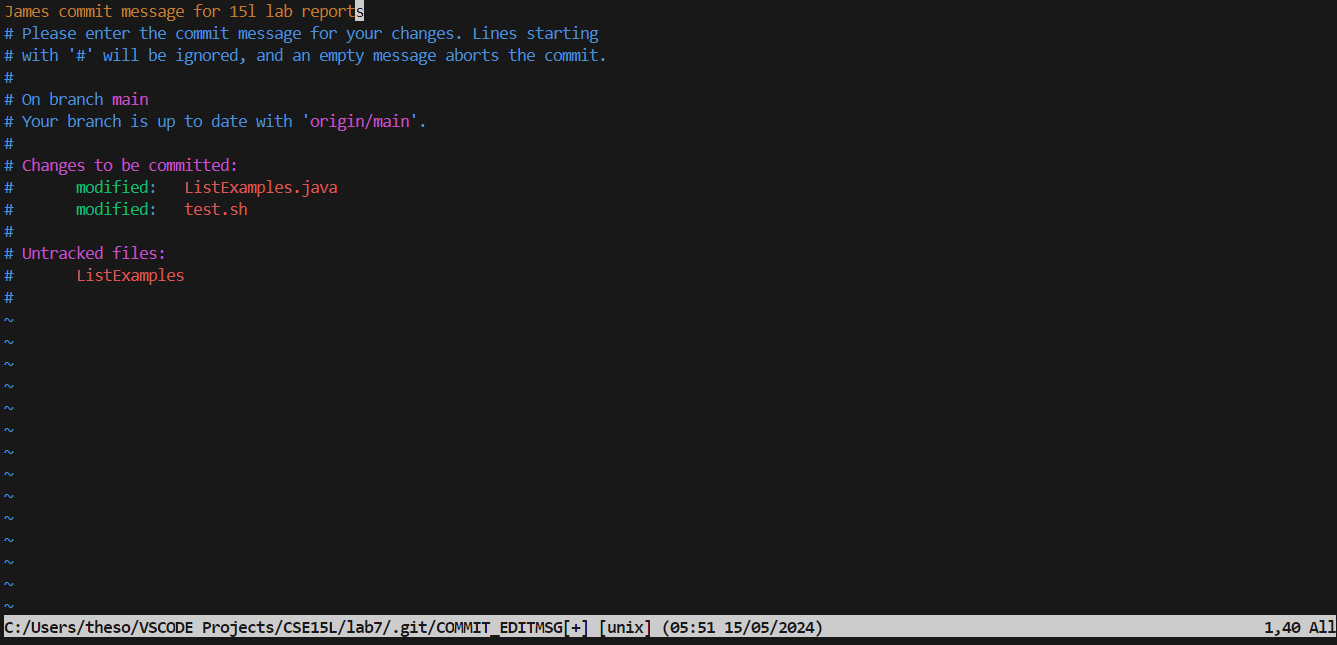 James commit message for 15l lab reports
# Please enter the commit message for your changes. Lines starting
# with '#' will be ignored, and an empty message aborts the commit.
#
# On branch main
# Your branch is up to date with 'origin/main'.
#
# Changes to be committed:
#       modified:   ListExamples.java
#       modified:   test.sh
#
# Untracked files:
#       ListExamples
#
~
~
~
~
~
~
~
~
~
~
~
~
~
~
C:/Users/theso/VSCODE Projects/CSE15L/lab7/.git/COMMIT_EDITMSG[+] [unix] (05:51 15/05/2024) 1,40 All